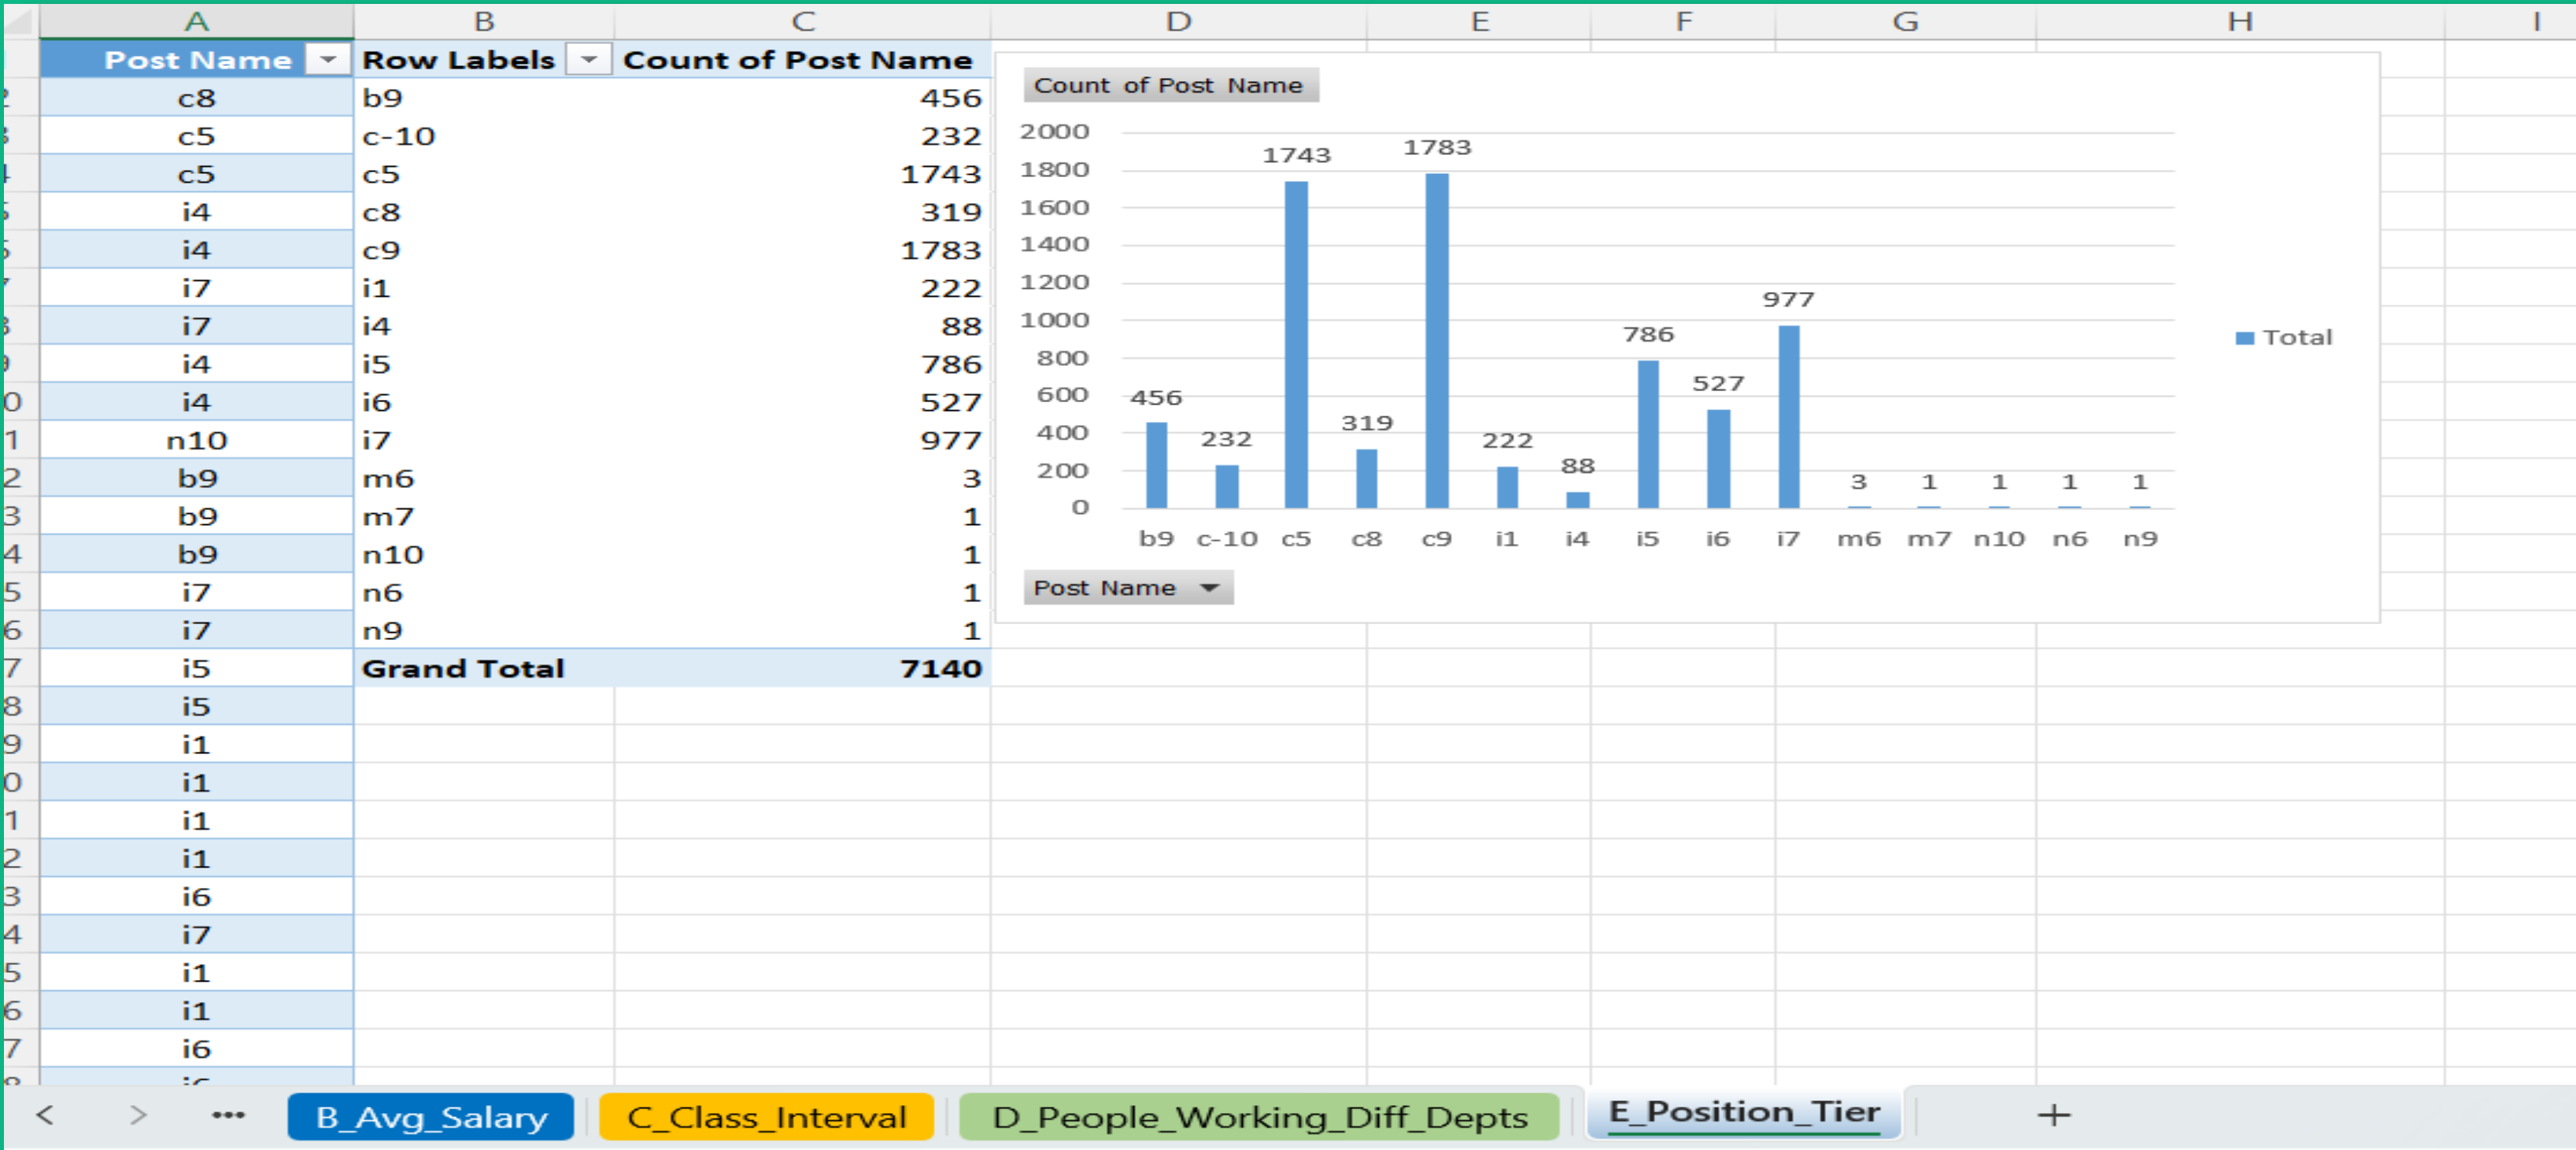 A B C D E F G H I
Post Name Row Labels Count of Post Name
c8 b9 456
c5 c-10 232
c5 c5 1743
i4 c8 319
i4 c9 1783
i7 i1 222
i7 i4 88
i4 i5 786
i4 i6 527
n10 i7 977
b9 m6 3
b9 m7 1
b9 n10 1
i7 n6 1
i7 n9 1
i5 Grand Total 7140
i5
i1
i1
i1
i1
i6
i7
i1
i1
i6
Count of Post Name
2000
1800
1600
1400
1200
1000
800
600
400
200
0
456 232 1743 319 1783 222 88 786 527 977 3 1 1 1 1
b9 c-10 c5 c8 c9 i1 i4 i5 i6 i7 m6 m7 n10 n6 n9
Total
Post Name
B_Avg_Salary C_Class_Interval D_People_Working_Diff_Depts E_Position_Tier